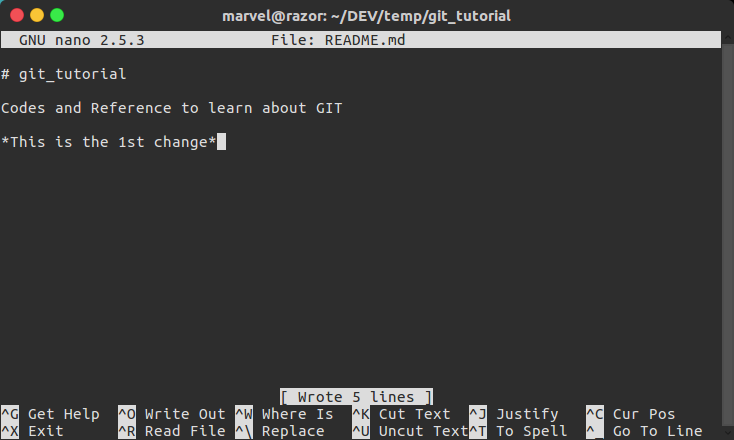 marvel@razor: ~/DEV/temp/git_tutorial
GNU nano 2.5.3 File: README.md
# git_tutorial
Codes and Reference to learn about GIT
*This is the 1st change*
[ Wrote 5 lines ]
^G Get Help ^O Write Out ^W Where Is ^K Cut Text ^J Justify ^C Cur Pos
^X Exit ^R Read File ^\ Replace ^U Uncut Text ^T To Spell ^_ Go To Line